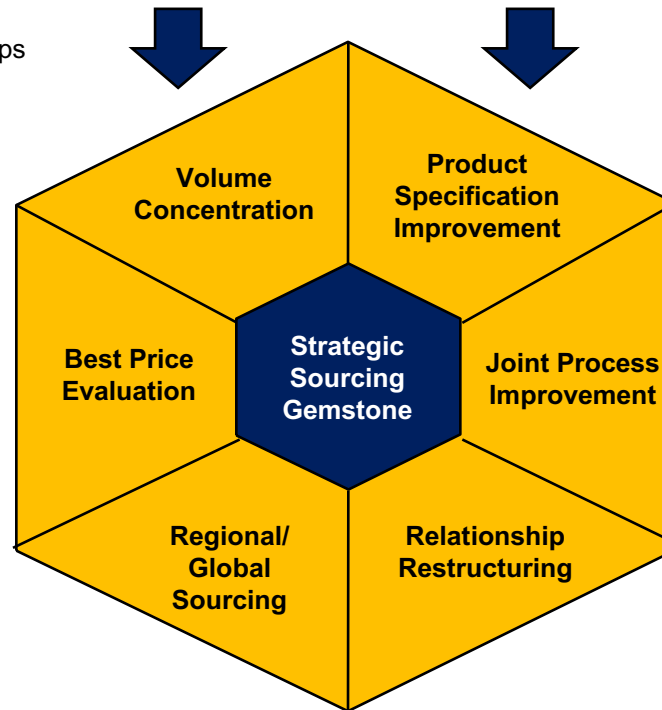 ps
Volume
Concentration
Product
Specification
Improvement
Best Price
Evaluation
Strategic
Sourcing
Gemstone
Joint Process
Improvement
Regional/
Global
Sourcing
Relationship
Restructuring